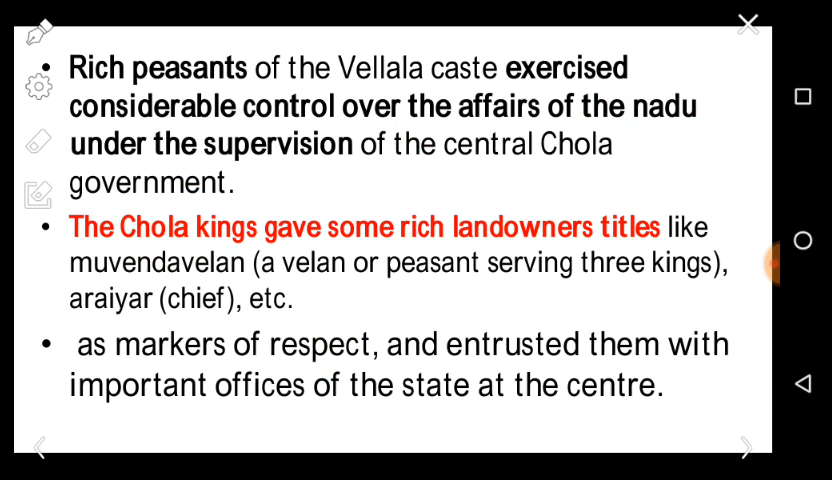 • Rich peasants of the Vellala caste exercised
considerable control over the affairs of the nadu
under the supervision of the central Chola
government.
• The Chola kings gave some rich landowners titles like
muvendavelan (a velan or peasant serving three kings),
araiyar (chief), etc.
• as markers of respect, and entrusted them with
important offices of the state at the centre.